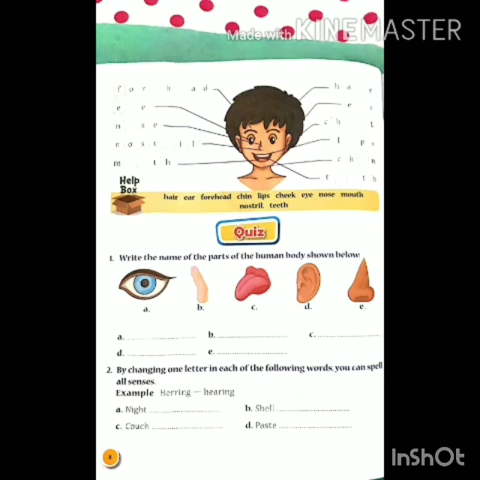 Made with KINEMASTER
f o r h a d
h a r
e e
e r
n s e
c h t
n o s t i l
l p s
m t h
c h n
t t h
Help
Box
hair ear forehead chin lips cheek eye nose mouth
nostril teeth
Quiz
1. Write the name of the parts of the human body shown below
a. b. c. d. e.
a. b. c.
d. e.
2. By changing one letter in each of the following words, you can spell
all senses.
Example Herring — hearing
a. Night b. Shell
c. Couch d. Paste
8
InShOt